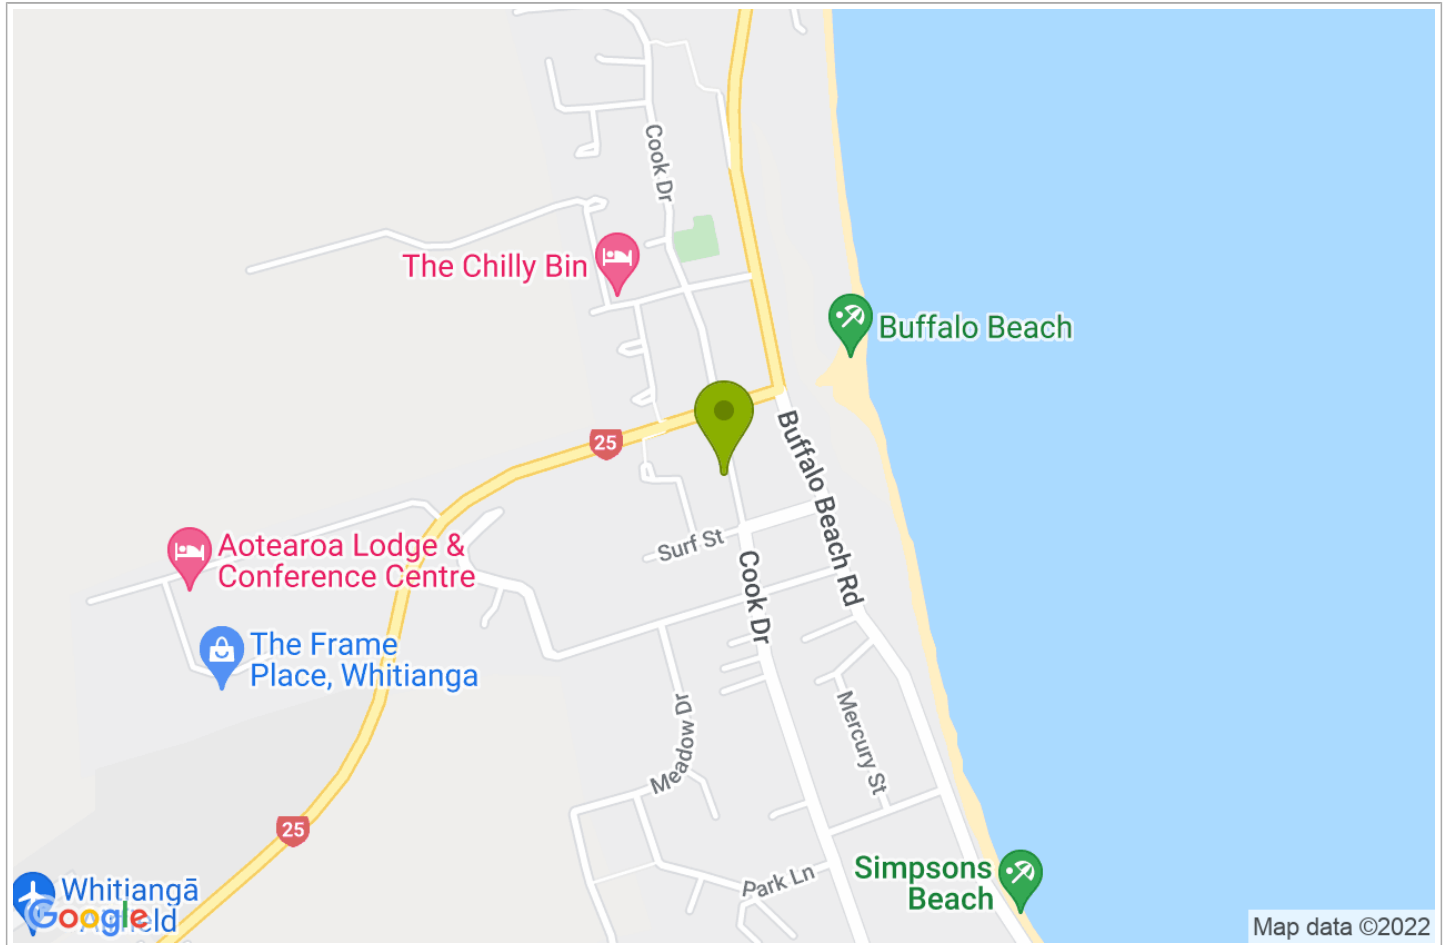 Cook Dr
The Chilly Bin
Buffalo Beach
25
Buffalo Beach Rd
Surf St
Aotearoa Lodge &
Conference Centre
Cook Dr
The Frame
Place, Whitianga
Meadow Dr
Mercury St
25
Simpsons
Beach
Park Ln
Whitiangā
Google
Map data ©2022